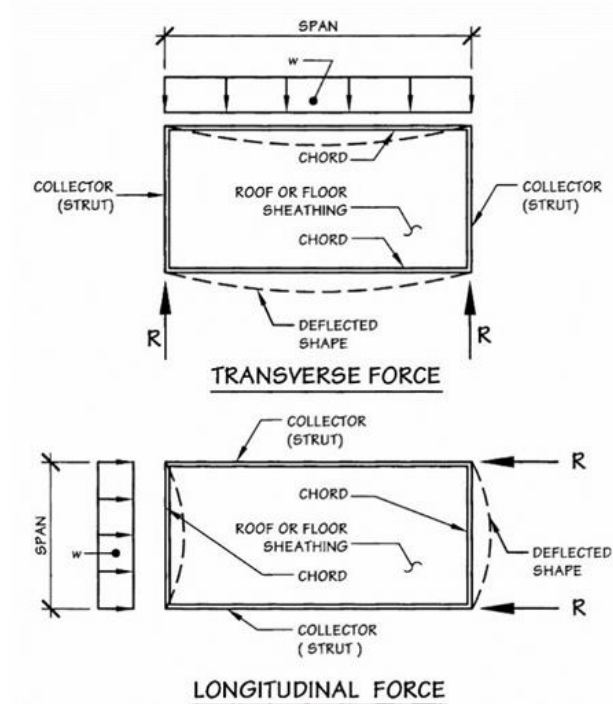 SPAN
w
CHORD
COLLECTOR
(STRUT)
ROOF OR FLOOR
SHEATHING
COLLECTOR
(STRUT)
CHORD
DEFLECTED
SHAPE
R
R
TRANSVERSE FORCE
COLLECTOR
(STRUT)
R
CHORD
SPAN
w
ROOF OR FLOOR
SHEATHING
DEFLECTED
SHAPE
CHORD
R
COLLECTOR
( STRUT )
LONGITUDINAL FORCE